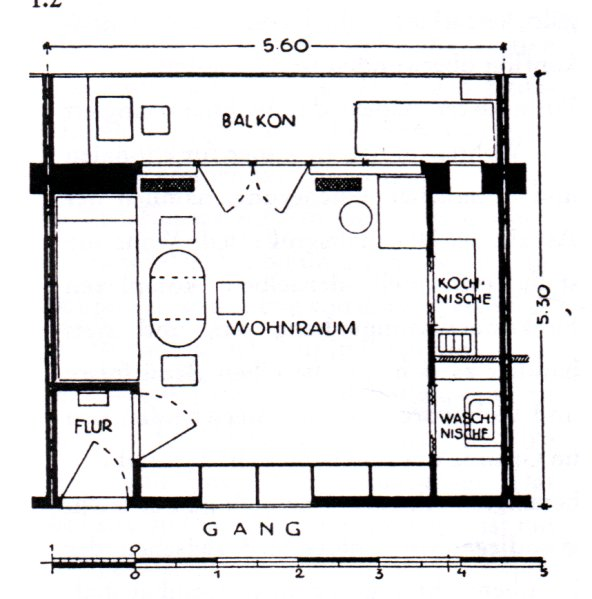 1.2
5.60
BALKON
5.30
KOCH-
NISCHE
WOHNRAUM
FLUR
WASCH-
NISCHE
GANG
1 0 1 2 3 4 5